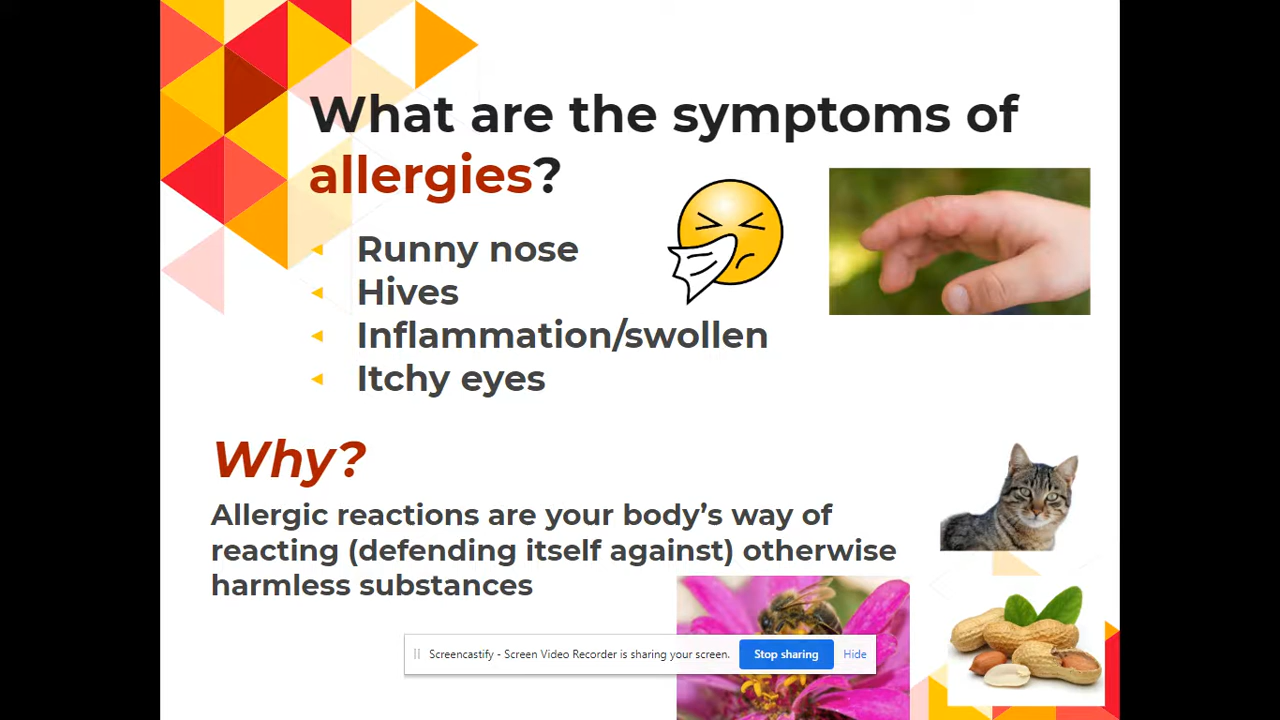 What are the symptoms of
allergies?
Runny nose
Hives
Inflammation/swollen
Itchy eyes
Why?
Allergic reactions are your body’s way of
reacting (defending itself against) otherwise
harmless substances
Screencastify - Screen Video Recorder is sharing your screen. Stop sharing Hide